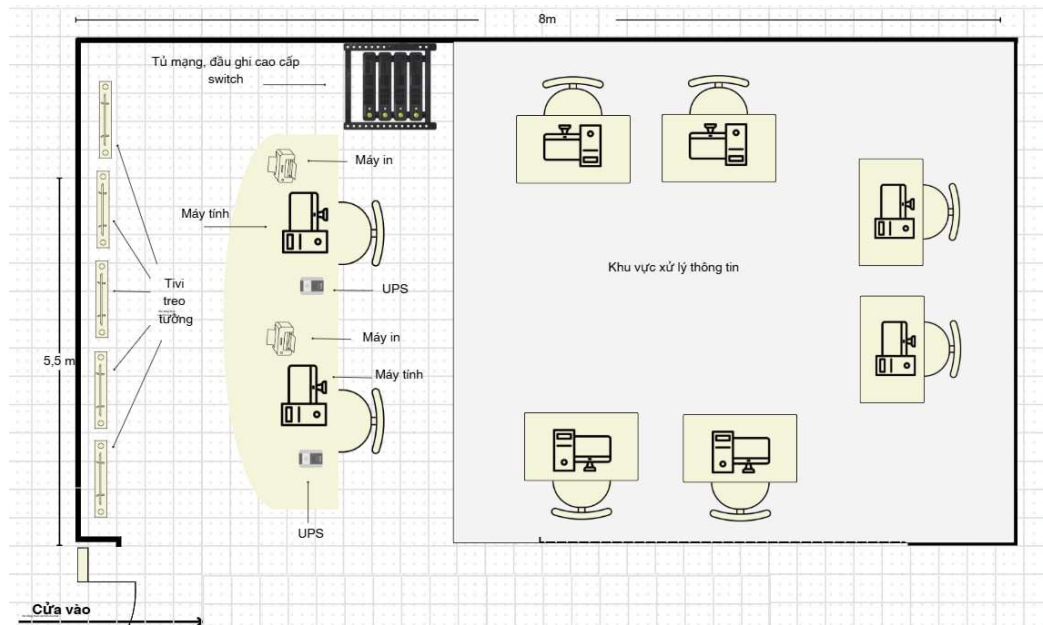 8m
Tủ mạng, đầu ghi cao cấp
switch
Máy in
Máy tính
Khu vực xử lý thông tin
Tivi
treo
tường
UPS
Máy in
5,5 m
Máy tính
UPS
Cửa vào